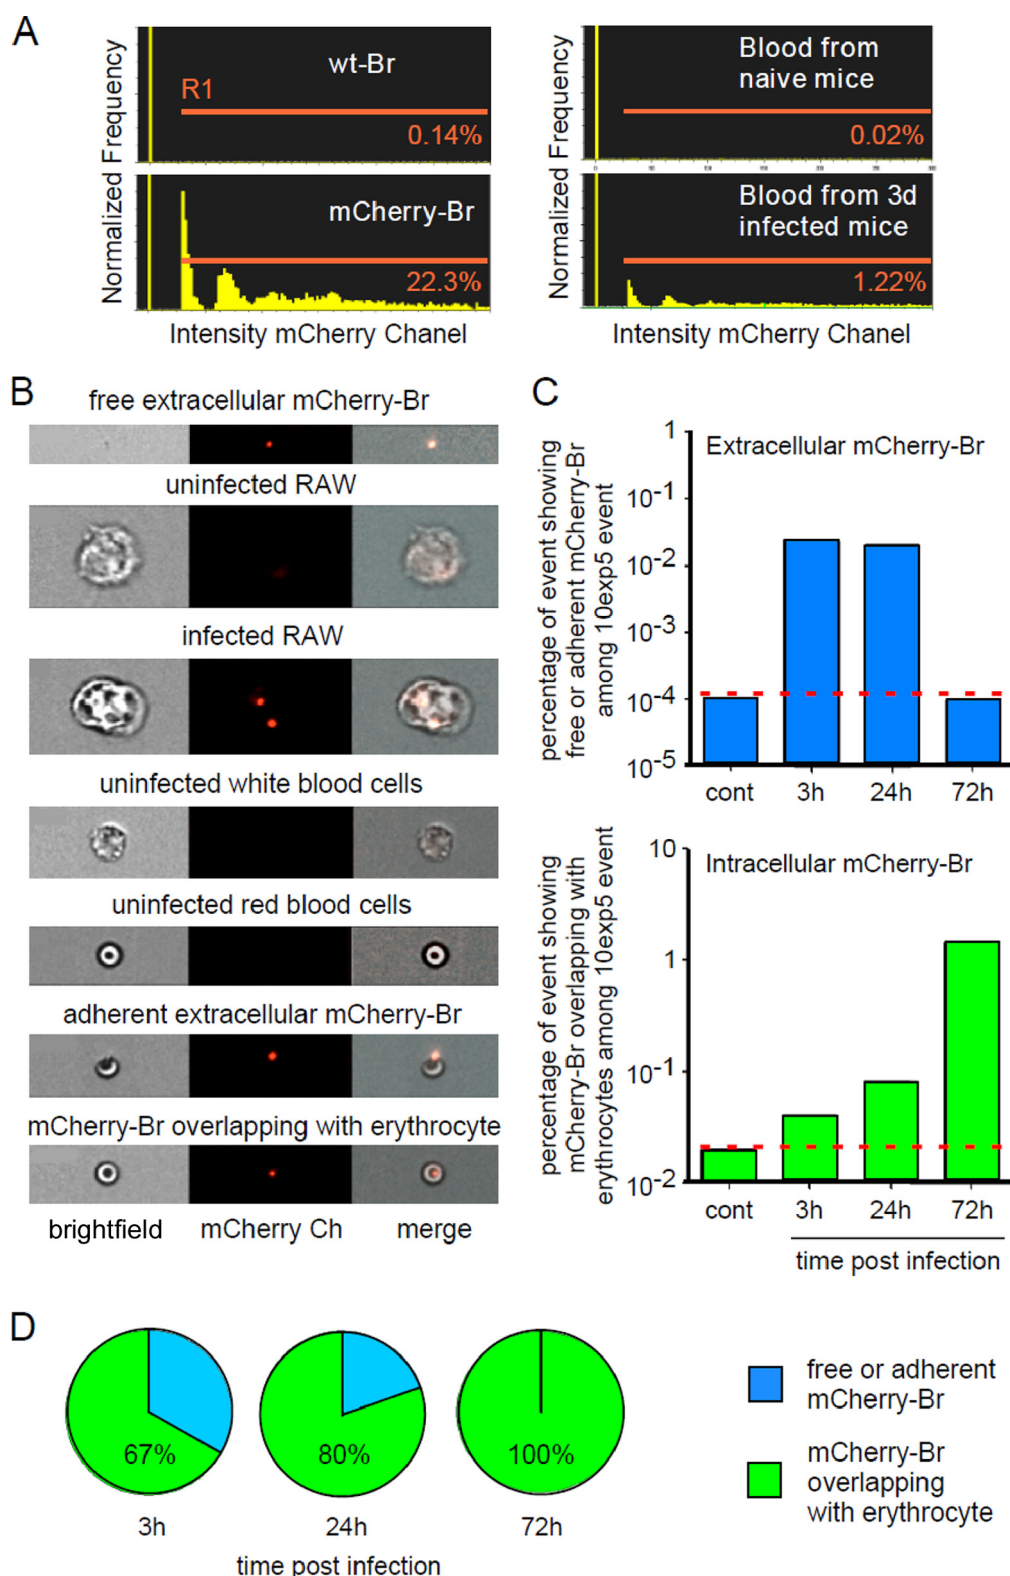 A
Normalized Frequency
wt-Br
R1
0.14%
mCherry-Br
22.3%
Intensity mCherry Chanel
Normalized Frequency
Blood from
naive mice
0.02%
Blood from 3d
infected mice
1.22%
Intensity mCherry Chanel
B
free extracellular mCherry-Br
uninfected RAW
infected RAW
uninfected white blood cells
uninfected red blood cells
adherent extracellular mCherry-Br
mCherry-Br overlapping with erythrocyte
brightfield
mCherry Ch
merge
C
percentage of event showing
free or adherent mCherry-Br
among 10exp5 event
Extracellular mCherry-Br
1
10-1
10-2
10-3
10-4
10-5
cont
3h
24h
72h
percentage of event showing
mCherry-Br overlapping with
erythrocytes among 10exp5 event
Intracellular mCherry-Br
10
1
10-1
10-2
cont
3h
24h
72h
time post infection
D
67%
80%
100%
3h
24h
72h
time post infection
free or adherent
mCherry-Br
mCherry-Br
overlapping
with erythrocyte